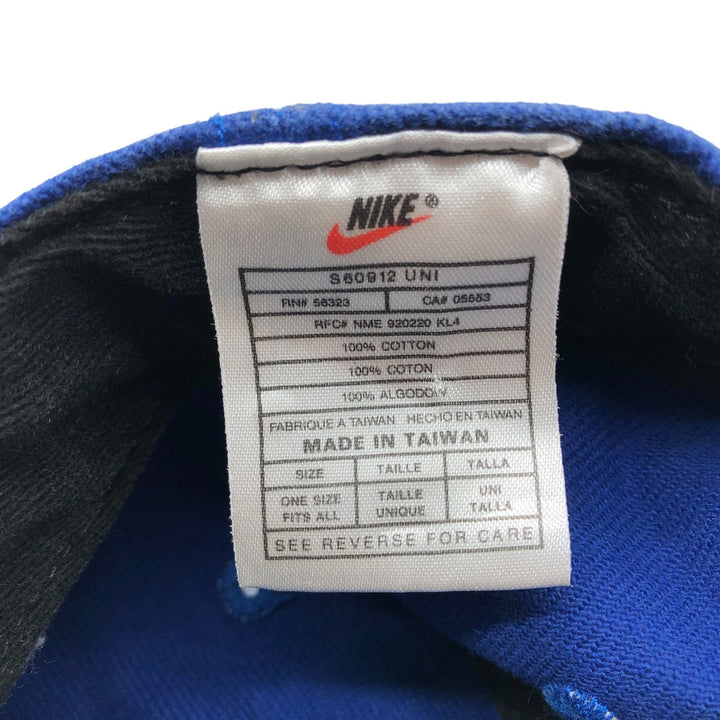 NIKE®
S60912 UNI
RN# 56323 CA# 05553
RFC# NME 920220 KL4
100% COTTON
100% COTON
100% ALGODON
FABRIQUE A TAIWAN HECHO EN TAIWAN
MADE IN TAIWAN
SIZE TAILLE TALLA
ONE SIZE TAILLE UNI
FITS ALL UNIQUE TALLA
SEE REVERSE FOR CARE